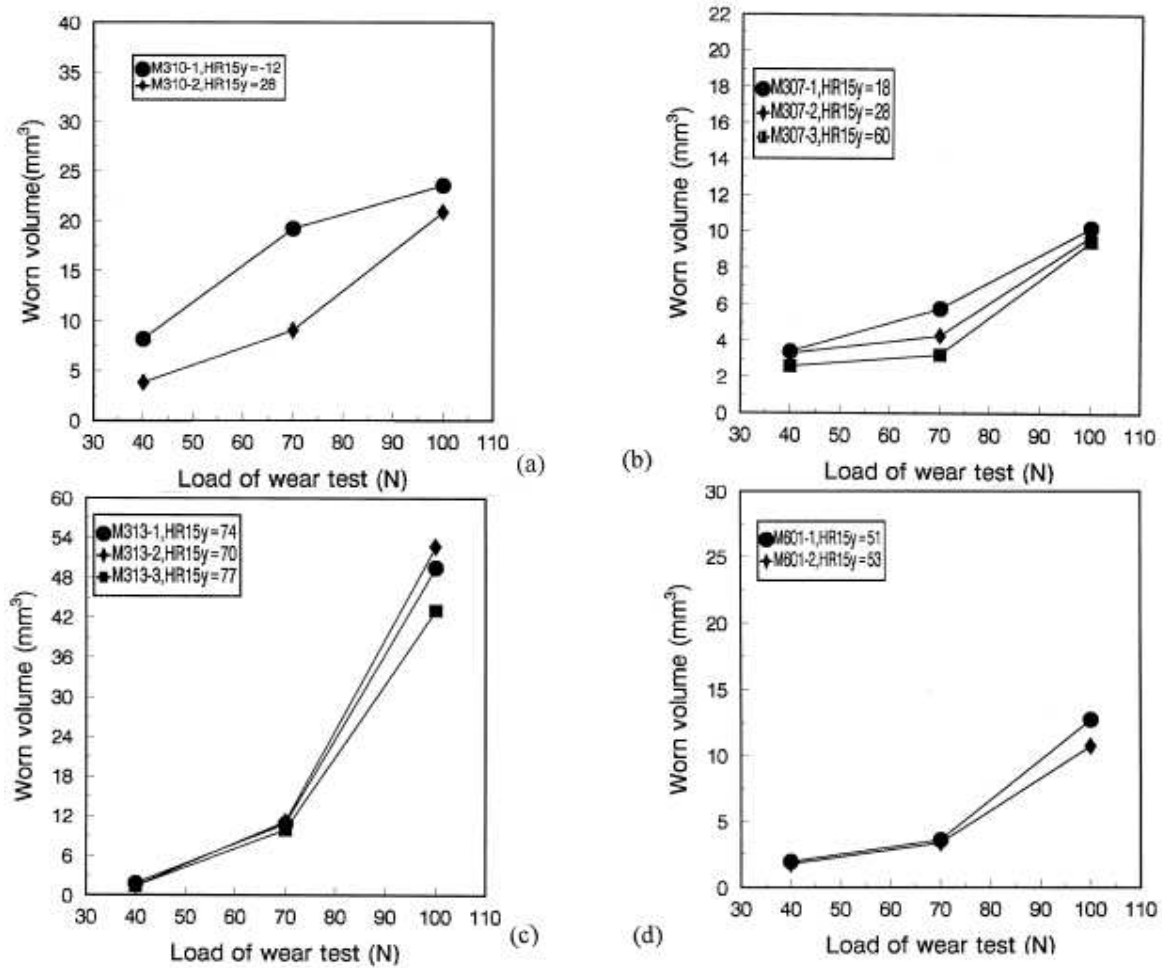 40
35
30
25
20
15
10
5
0
Worn volume(mm³)
M310-1,HR15y=-12
M310-2,HR15y=28
30 40 50 60 70 80 90 100 110
Load of wear test (N)
(a)
22
20
18
16
14
12
10
8
6
4
2
0
Worn volume (mm³)
M307-1,HR15y=18
M307-2,HR15y=28
M307-3,HR15y=60
30 40 50 60 70 80 90 100 110
Load of wear test (N)
(b)
60
54
48
42
36
30
24
18
12
6
0
Worn volume (mm³)
M313-1,HR15y=74
M313-2,HR15y=70
M313-3,HR15y=77
30 40 50 60 70 80 90 100 110
Load of wear test (N)
(c)
30
25
20
15
10
5
0
Worn volume (mm³)
M601-1,HR15y=51
M601-2,HR15y=53
30 40 50 60 70 80 90 100 110
Load of wear test (N)
(d)